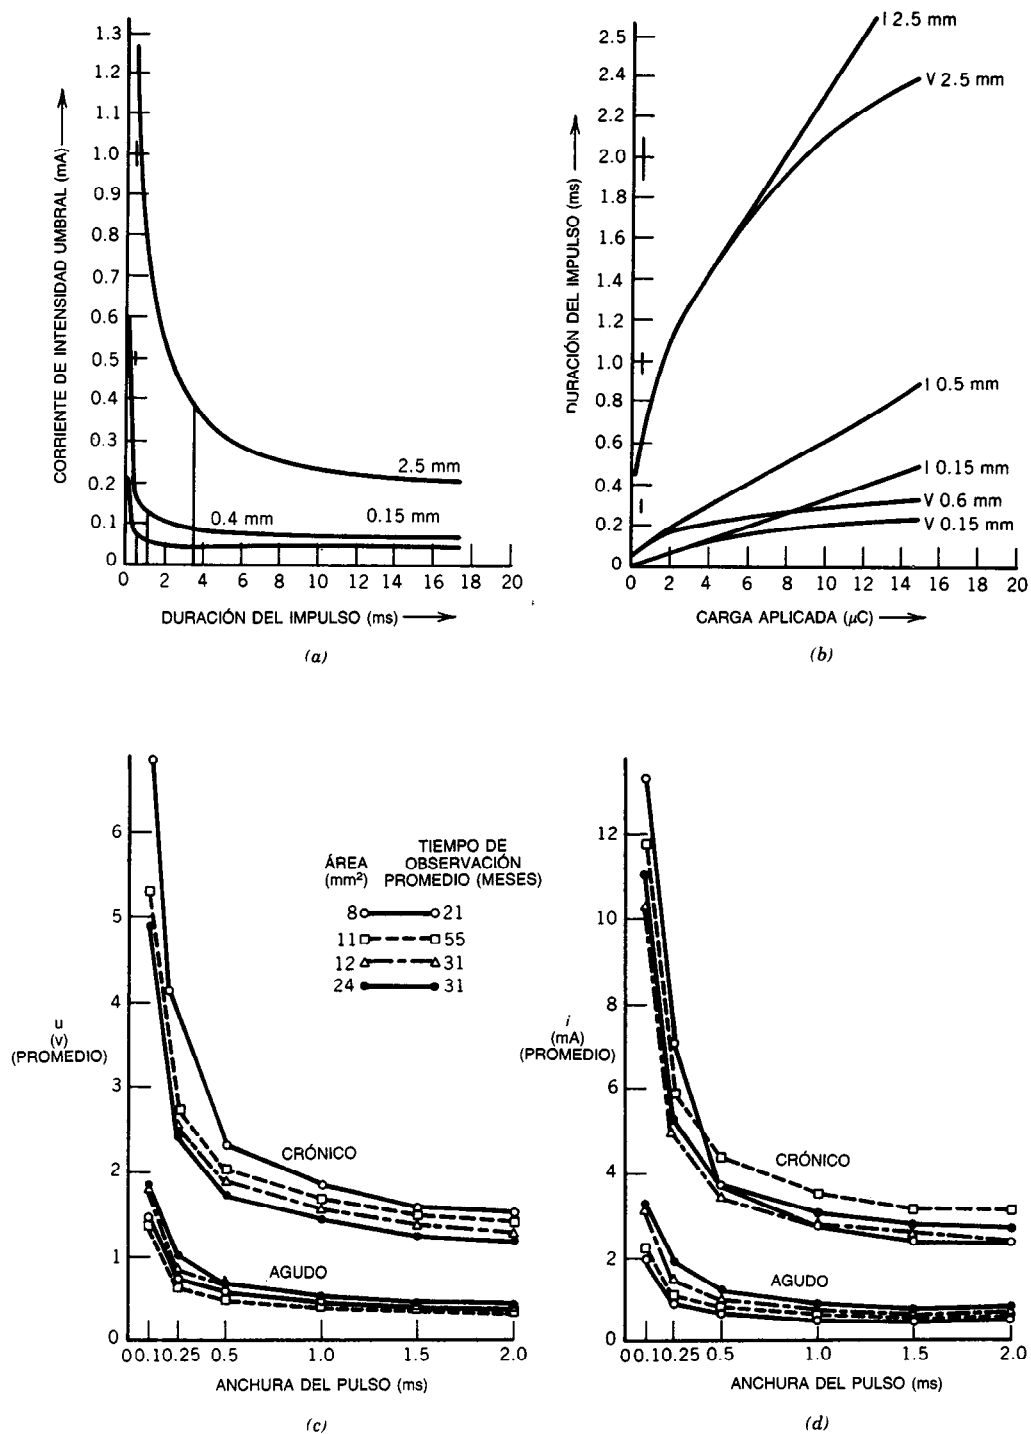 1.3
1.2
1.1
1.0
0.9
0.8
0.7
0.6
0.5
0.4
0.3
0.2
0.1
0
CORRIENTE DE INTENSIDAD UMBRAL (mA)
2.5 mm
0.4 mm
0.15 mm
0 2 4 6 8 10 12 14 16 18 20
DURACIÓN DEL IMPULSO (ms)
(a)
2.5
2.4
2.2
2.0
1.8
1.6
1.4
1.2
1.0
0.8
0.6
0.4
0.2
0
DURACIÓN DEL IMPULSO (ms)
I 2.5 mm
V 2.5 mm
I 0.5 mm
I 0.15 mm
V 0.6 mm
V 0.15 mm
0 2 4 6 8 10 12 14 16 18 20
CARGA APLICADA (µC)
(b)
6
5
4
3
2
1
0
u
(v)
(PROMEDIO)
ÁREA
(mm²)
TIEMPO DE
OBSERVACIÓN
PROMEDIO (MESES)
8 21
11 55
12 31
24 31
CRÓNICO
AGUDO
0 0.1 0.25 0.5 1.0 1.5 2.0
ANCHURA DEL PULSO (ms)
(c)
12
10
8
6
4
2
0
i
(mA)
(PROMEDIO)
CRÓNICO
AGUDO
0 0.1 0.25 0.5 1.0 1.5 2.0
ANCHURA DEL PULSO (ms)
(d)